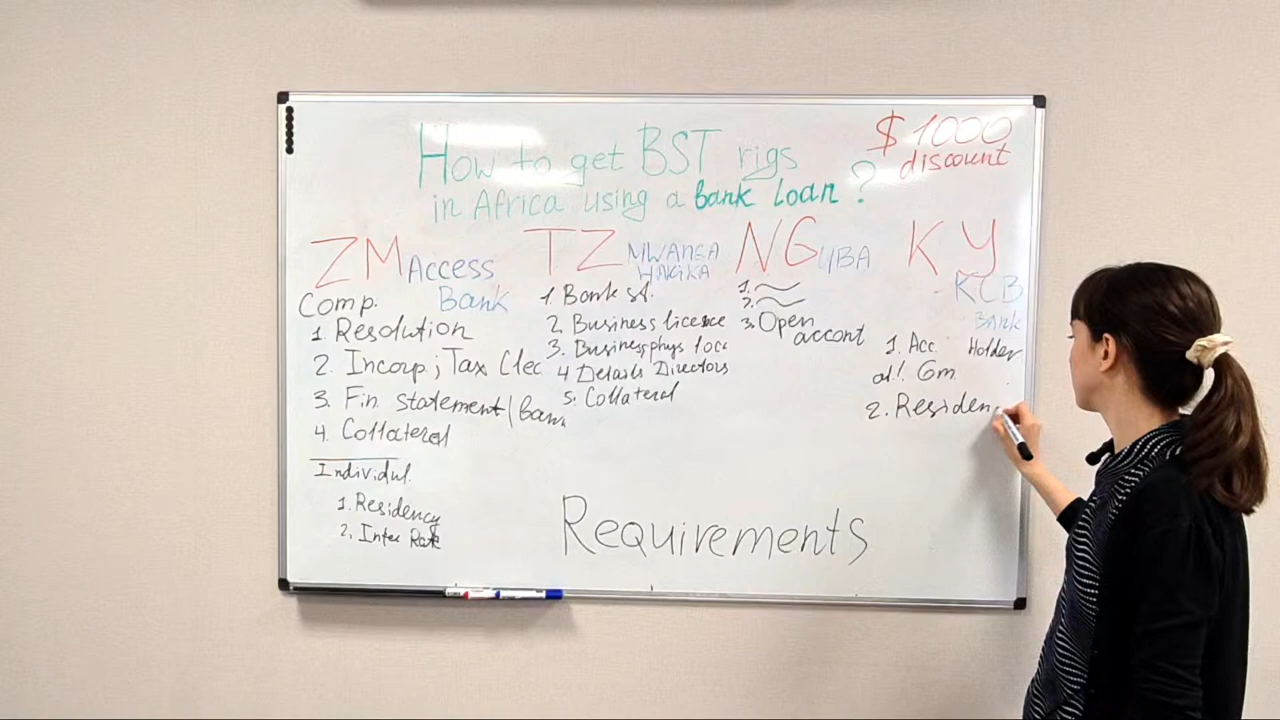 How to get BST rigs
in Africa using a bank loan?
$1000
discount
ZM Access
Bank
Comp.
1. Resolution
2. Incorp; Tax Clec
3. Fin. statement/Bank
4. Collateral
Individul.
1. Residency
2. Inter Rate
TZ MWANGA
HAKIKA
1. Bank st.
2. Business licence
3. Business phys loca
4 Details Directors
5. Collateral
NG UBA
1.
2.
3. Open
accont
KY
KCB
Bank
1. Acc. Holder
at l. 6m.
2. Residen
Requirements